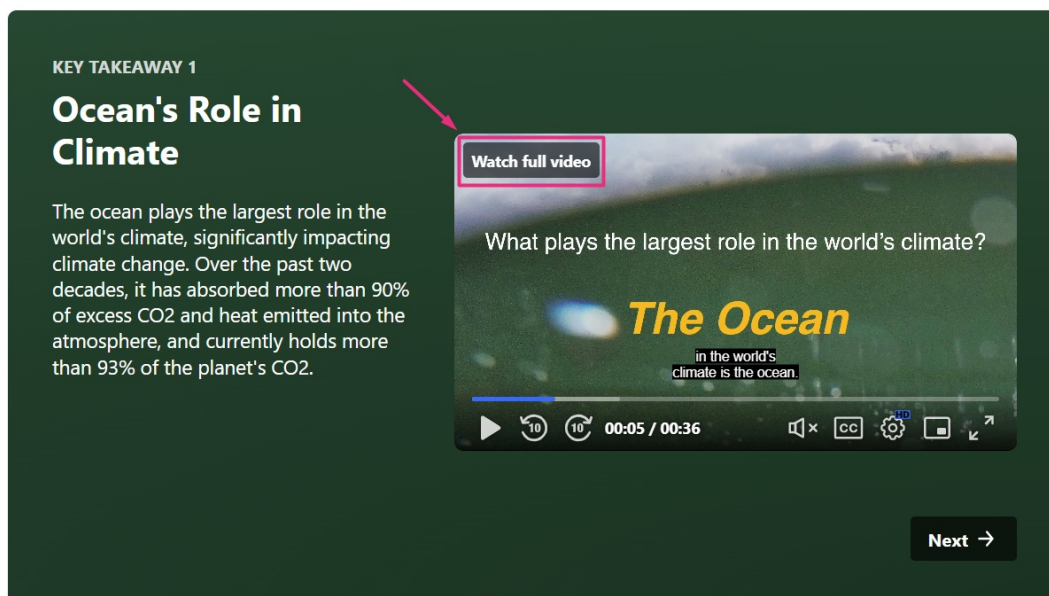 KEY TAKEAWAY 1
Ocean's Role in
Climate
The ocean plays the largest role in the
world's climate, significantly impacting
climate change. Over the past two
decades, it has absorbed more than 90%
of excess CO2 and heat emitted into the
atmosphere, and currently holds more
than 93% of the planet's CO2.
Watch full video
What plays the largest role in the world’s climate?
The Ocean
in the world's
climate is the ocean.
10
10
00:05 / 00:36
CC
HD
Next →